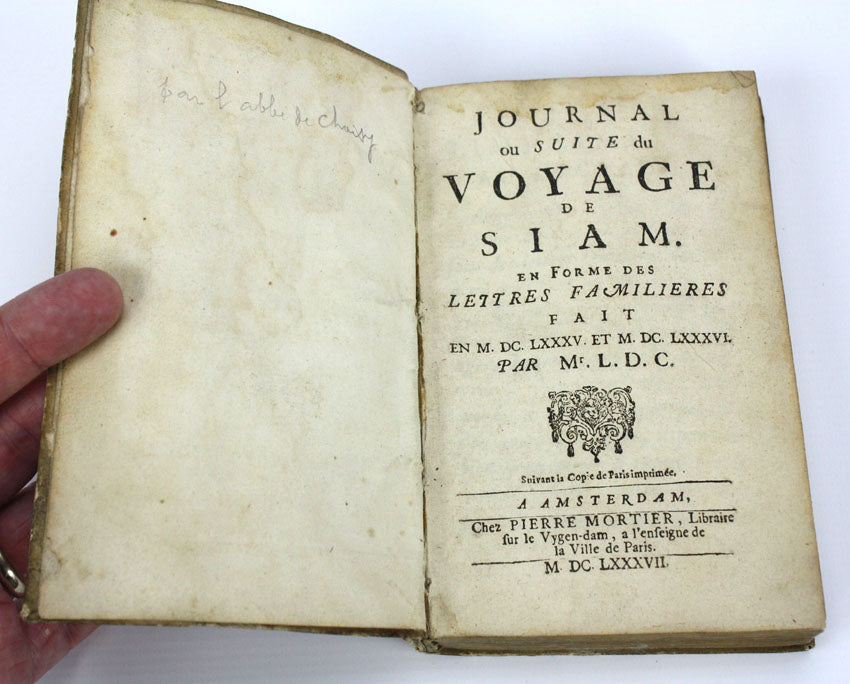 par l'abbé de Choisy
JOURNAL
ou SUITE du
VOYAGE
DE
SIAM.
EN FORME DES
LETTRES FAMILIERES
FAIT
EN M. DC. LXXXV. ET M. DC. LXXXVI.
PAR Mr. L. D. C.
Suivant la Copie de Paris imprimée.
A AMSTERDAM,
Chez PIERRE MORTIER, Libraire
ſur le Vygen-dam, a l'enſeigne de
la Ville de Paris.
M. DC. LXXXVII.